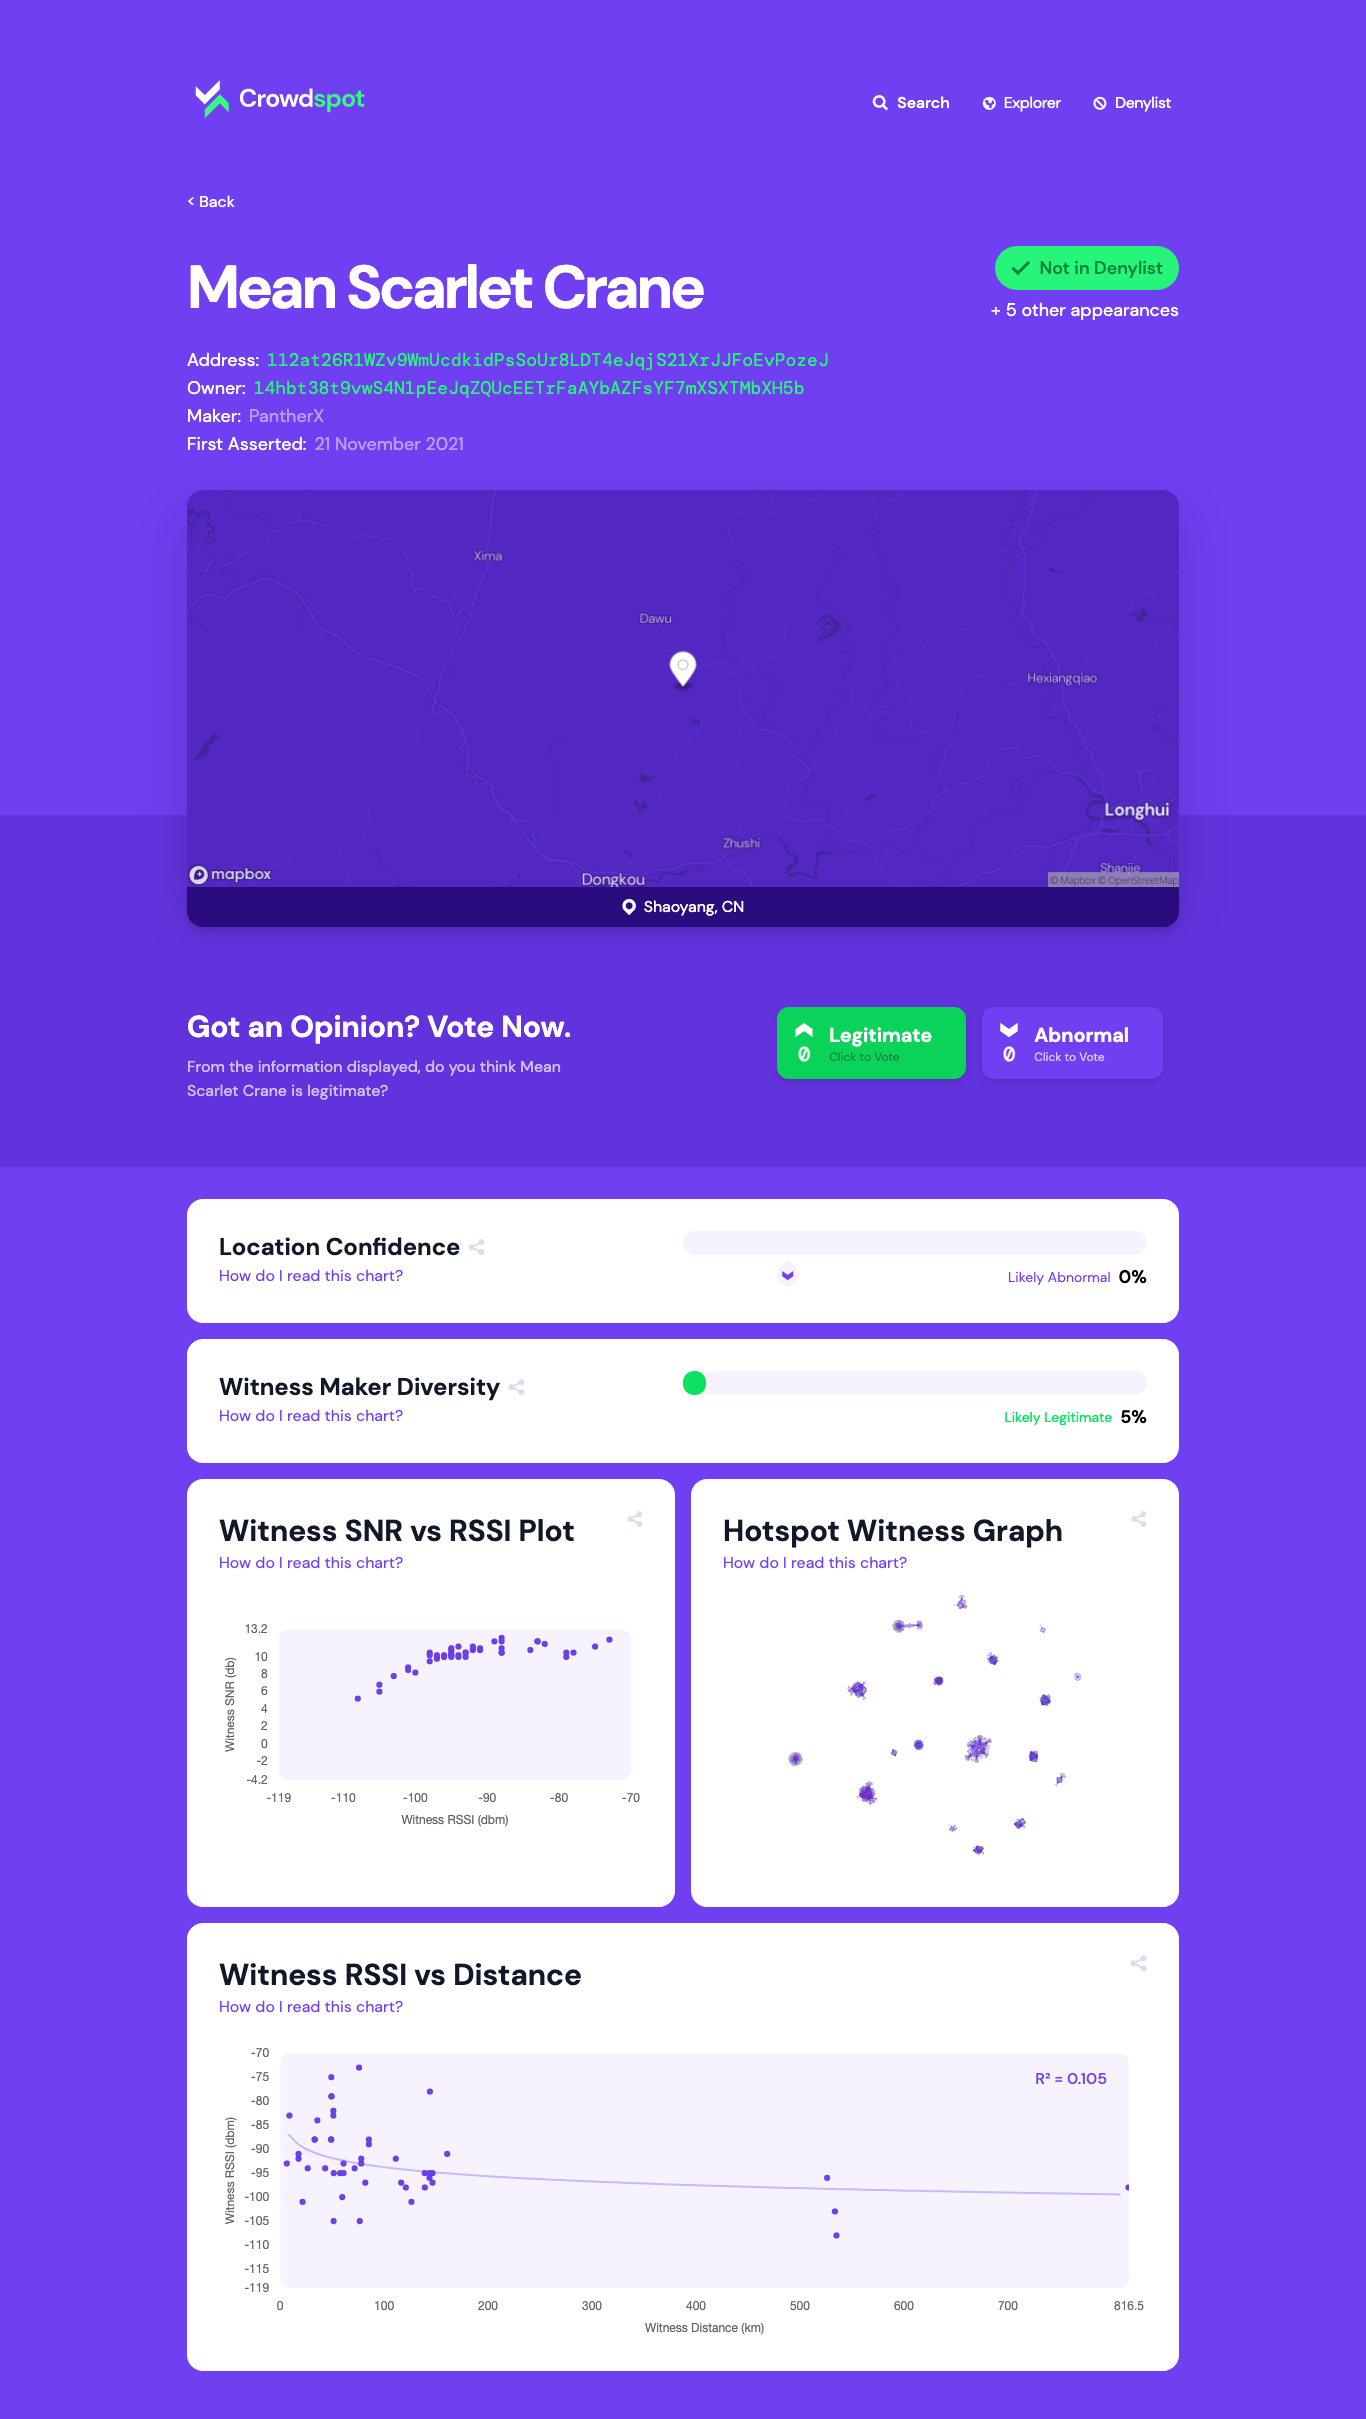 Crowdspot
Search
Explorer
Denylist
< Back
Mean Scarlet Crane
Not in Denylist
+ 5 other appearances
Address: 112at26R1WZv9WmUcdkidPsSoUr8LDT4eJqjS21XrJJFoEvPozeJ
Owner: 14hbt38t9vwS4N1pEeJqZQUcEETrFaAYbAZFsYF7mXSXTMbXH5b
Maker: PantherX
First Asserted: 21 November 2021
Xima
Dawu
Hexiangqiao
Longhui
Zhushi
Shanjie
Dongkou
mapbox
© Mapbox © OpenStreetMap
Shaoyang, CN
Got an Opinion? Vote Now.
From the information displayed, do you think Mean
Scarlet Crane is legitimate?
Legitimate
0
Click to Vote
Abnormal
0
Click to Vote
Location Confidence
How do I read this chart?
Likely Abnormal 0%
Witness Maker Diversity
How do I read this chart?
Likely Legitimate 5%
Witness SNR vs RSSI Plot
How do I read this chart?
13.2
10
8
6
4
2
0
-2
-4.2
Witness SNR (db)
-119 -110 -100 -90 -80 -70
Witness RSSI (dbm)
Hotspot Witness Graph
How do I read this chart?
Witness RSSI vs Distance
How do I read this chart?
-70
-75
-80
-85
-90
-95
-100
-105
-110
-115
-119
Witness RSSI (dbm)
R² = 0.105
0 100 200 300 400 500 600 700 816.5
Witness Distance (km)